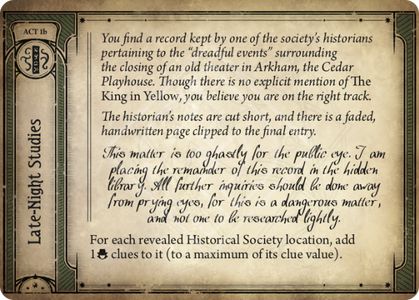 ACT 1b
Late-Night Studies
You find a record kept by one of the society's historians
pertaining to the "dreadful events" surrounding
the closing of an old theater in Arkham, the Cedar
Playhouse. Though there is no explicit mention of The
King in Yellow, you believe you are on the right track.
The historian's notes are cut short, and there is a faded,
handwritten page clipped to the final entry.
This matter is too ghastly for the public eye. I am
placing the remainder of this record in the hidden
library. All further inquiries should be done away
from prying eyes, for this is a dangerous matter,
and not to be researched lightly.
For each revealed Historical Society location, add
1 clues to it (to a maximum of its clue value).